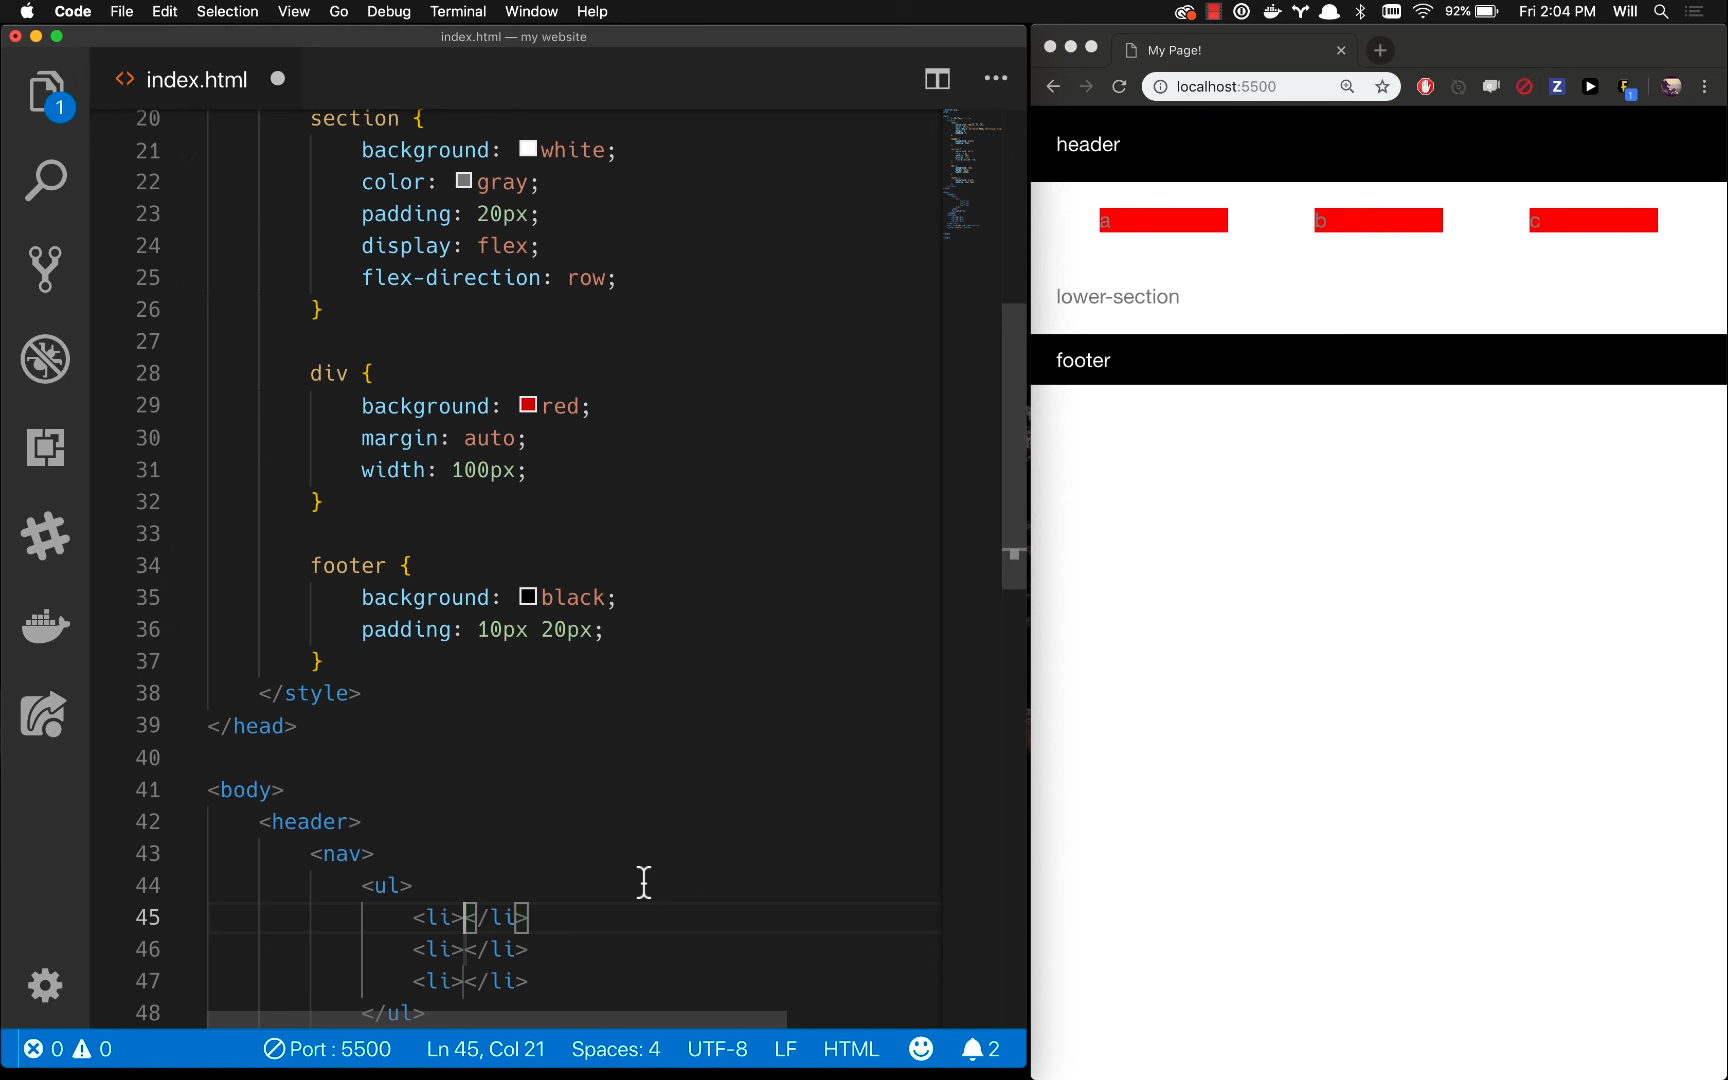 Code File Edit Selection View Go Debug Terminal Window Help 92% Fri 2:04 PM Will
index.html — my website
<> index.html
My Page!
localhost:5500
1
20 section {
21 background: white;
22 color: gray;
23 padding: 20px;
24 display: flex;
25 flex-direction: row;
26 }
27
28 div {
29 background: red;
30 margin: auto;
31 width: 100px;
32 }
33
34 footer {
35 background: black;
36 padding: 10px 20px;
37 }
38 </style>
39 </head>
40
41 <body>
42 <header>
43 <nav>
44 <ul>
45 <li></li>
46 <li></li>
47 <li></li>
48 </ul>
0 0 Port : 5500 Ln 45, Col 21 Spaces: 4 UTF-8 LF HTML 2
Z 1
header
a b c
lower-section
footer